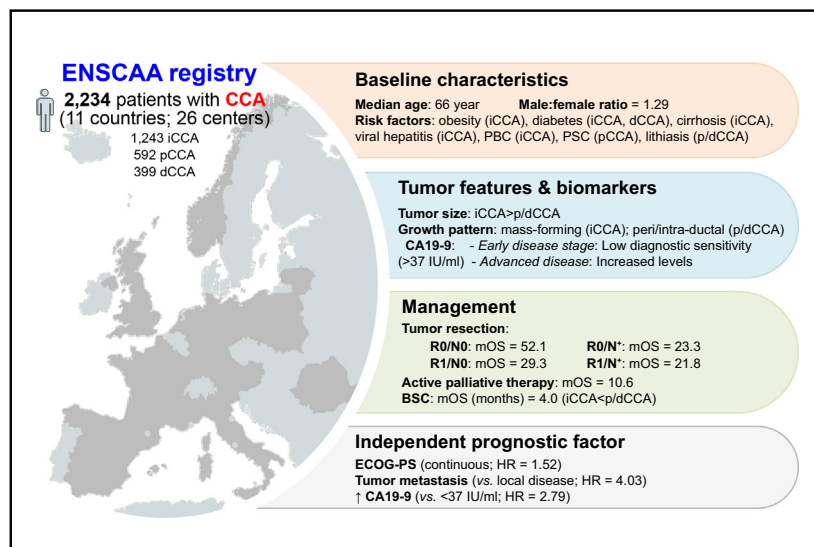 ENSCAA registry
2,234 patients with CCA
(11 countries; 26 centers)
1,243 iCCA
592 pCCA
399 dCCA
Baseline characteristics
Median age: 66 year Male:female ratio = 1.29
Risk factors: obesity (iCCA), diabetes (iCCA, dCCA), cirrhosis (iCCA),
viral hepatitis (iCCA), PBC (iCCA), PSC (pCCA), lithiasis (p/dCCA)
Tumor features & biomarkers
Tumor size: iCCA>p/dCCA
Growth pattern: mass-forming (iCCA); peri/intra-ductal (p/dCCA)
CA19-9: - Early disease stage: Low diagnostic sensitivity
(>37 IU/ml) - Advanced disease: Increased levels
Management
Tumor resection:
R0/N0: mOS = 52.1 R0/N⁺: mOS = 23.3
R1/N0: mOS = 29.3 R1/N⁺: mOS = 21.8
Active palliative therapy: mOS = 10.6
BSC: mOS (months) = 4.0 (iCCA<p/dCCA)
Independent prognostic factor
ECOG-PS (continuous; HR = 1.52)
Tumor metastasis (vs. local disease; HR = 4.03)
↑ CA19-9 (vs. <37 IU/ml; HR = 2.79)